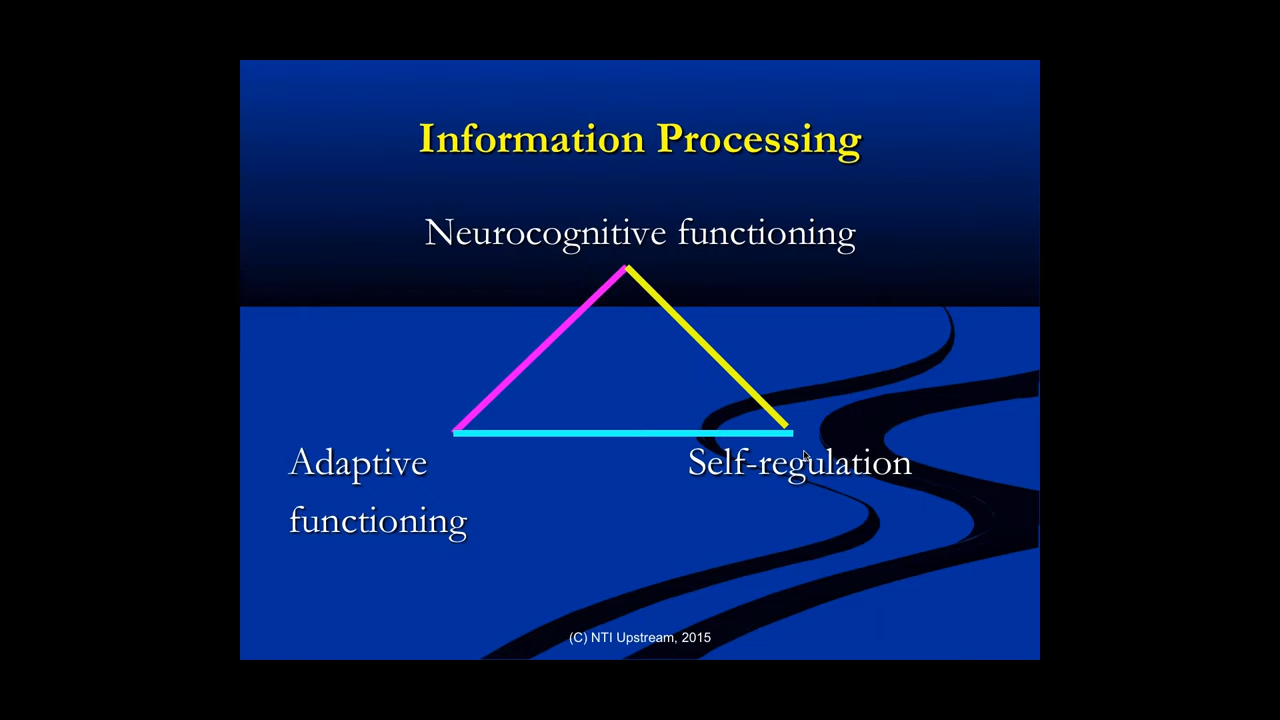 Information Processing
Neurocognitive functioning
Adaptive
functioning
Self-regulation
(C) NTI Upstream, 2015